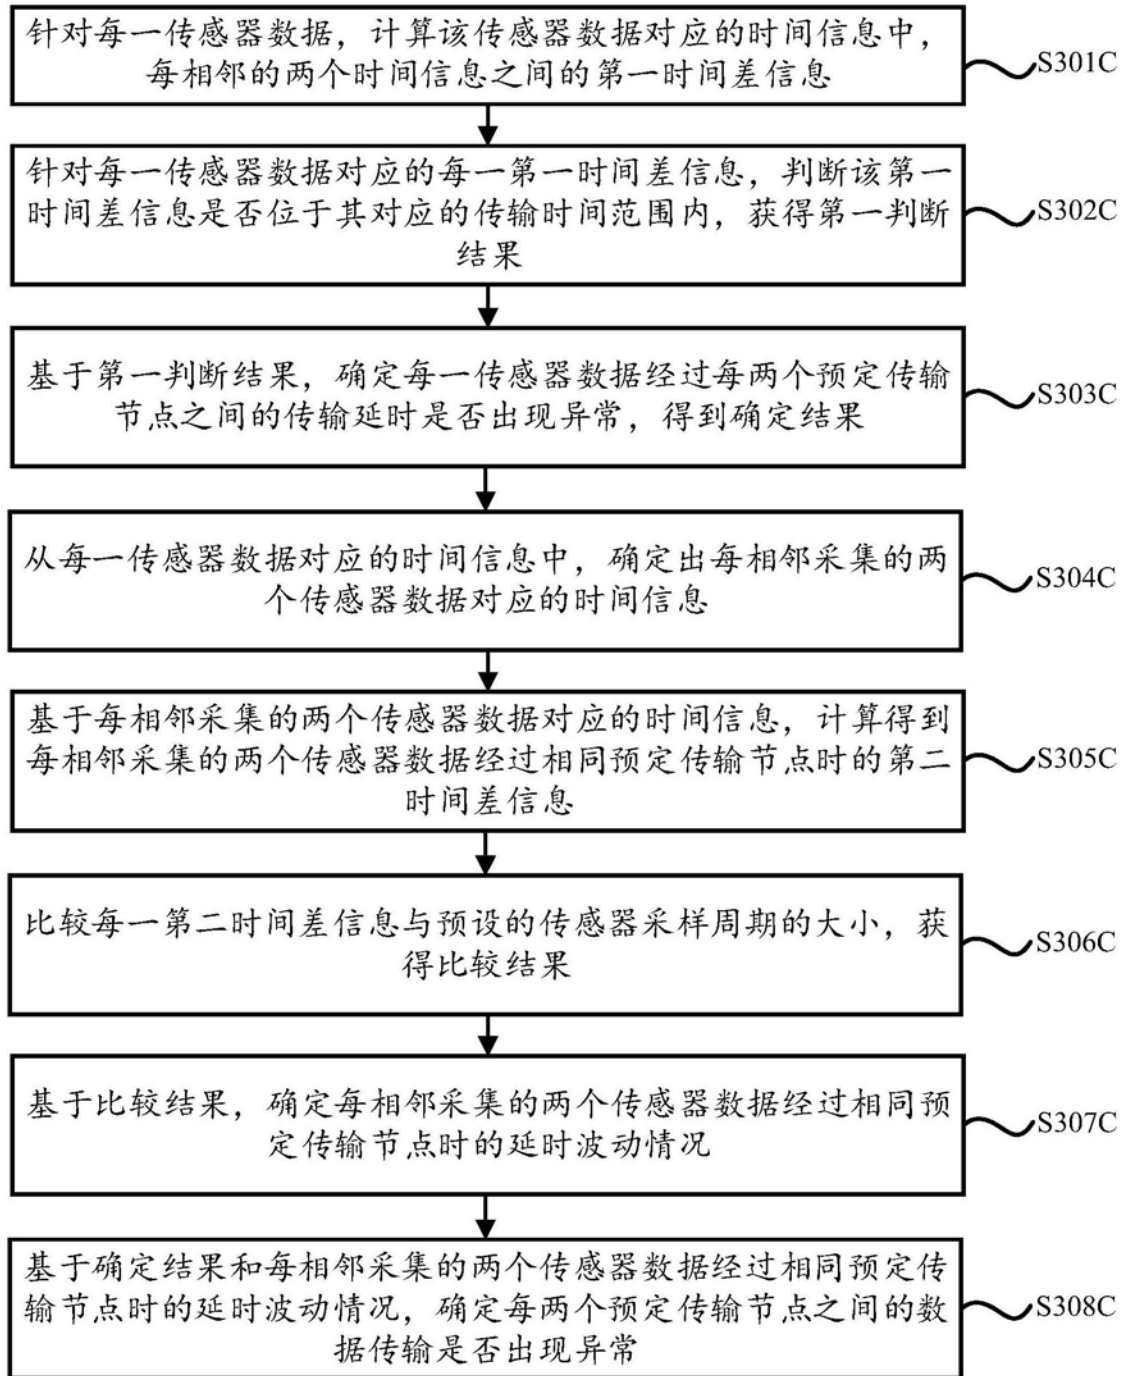 针对每一传感器数据，计算该传感器数据对应的时间信息中，
每相邻的两个时间信息之间的第一时间差信息
S301C
针对每一传感器数据对应的每一第一时间差信息，判断该第一
时间差信息是否位于其对应的传输时间范围内，获得第一判断
结果
S302C
基于第一判断结果，确定每一传感器数据经过每两个预定传输
节点之间的传输延时是否出现异常，得到确定结果
S303C
从每一传感器数据对应的时间信息中，确定出每相邻采集的两
个传感器数据对应的时间信息
S304C
基于每相邻采集的两个传感器数据对应的时间信息，计算得到
每相邻采集的两个传感器数据经过相同预定传输节点时的第二
时间差信息
S305C
比较每一第二时间差信息与预设的传感器采样周期的大小，获
得比较结果
S306C
基于比较结果，确定每相邻采集的两个传感器数据经过相同预
定传输节点时的延时波动情况
S307C
基于确定结果和每相邻采集的两个传感器数据经过相同预定传
输节点时的延时波动情况，确定每两个预定传输节点之间的数
据传输是否出现异常
S308C